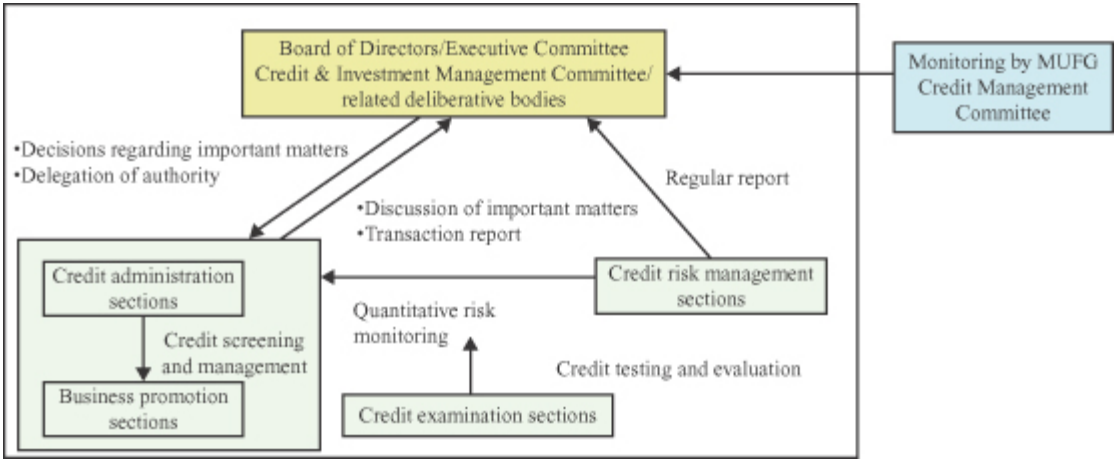 Board of Directors/Executive Committee
Credit & Investment Management Committee/
related deliberative bodies
Monitoring by MUFG
Credit Management
Committee
•Decisions regarding important matters
•Delegation of authority
Regular report
•Discussion of important matters
•Transaction report
Credit administration
sections
Credit risk management
sections
Quantitative risk
monitoring
Credit screening
and management
Credit testing and evaluation
Business promotion
sections
Credit examination sections